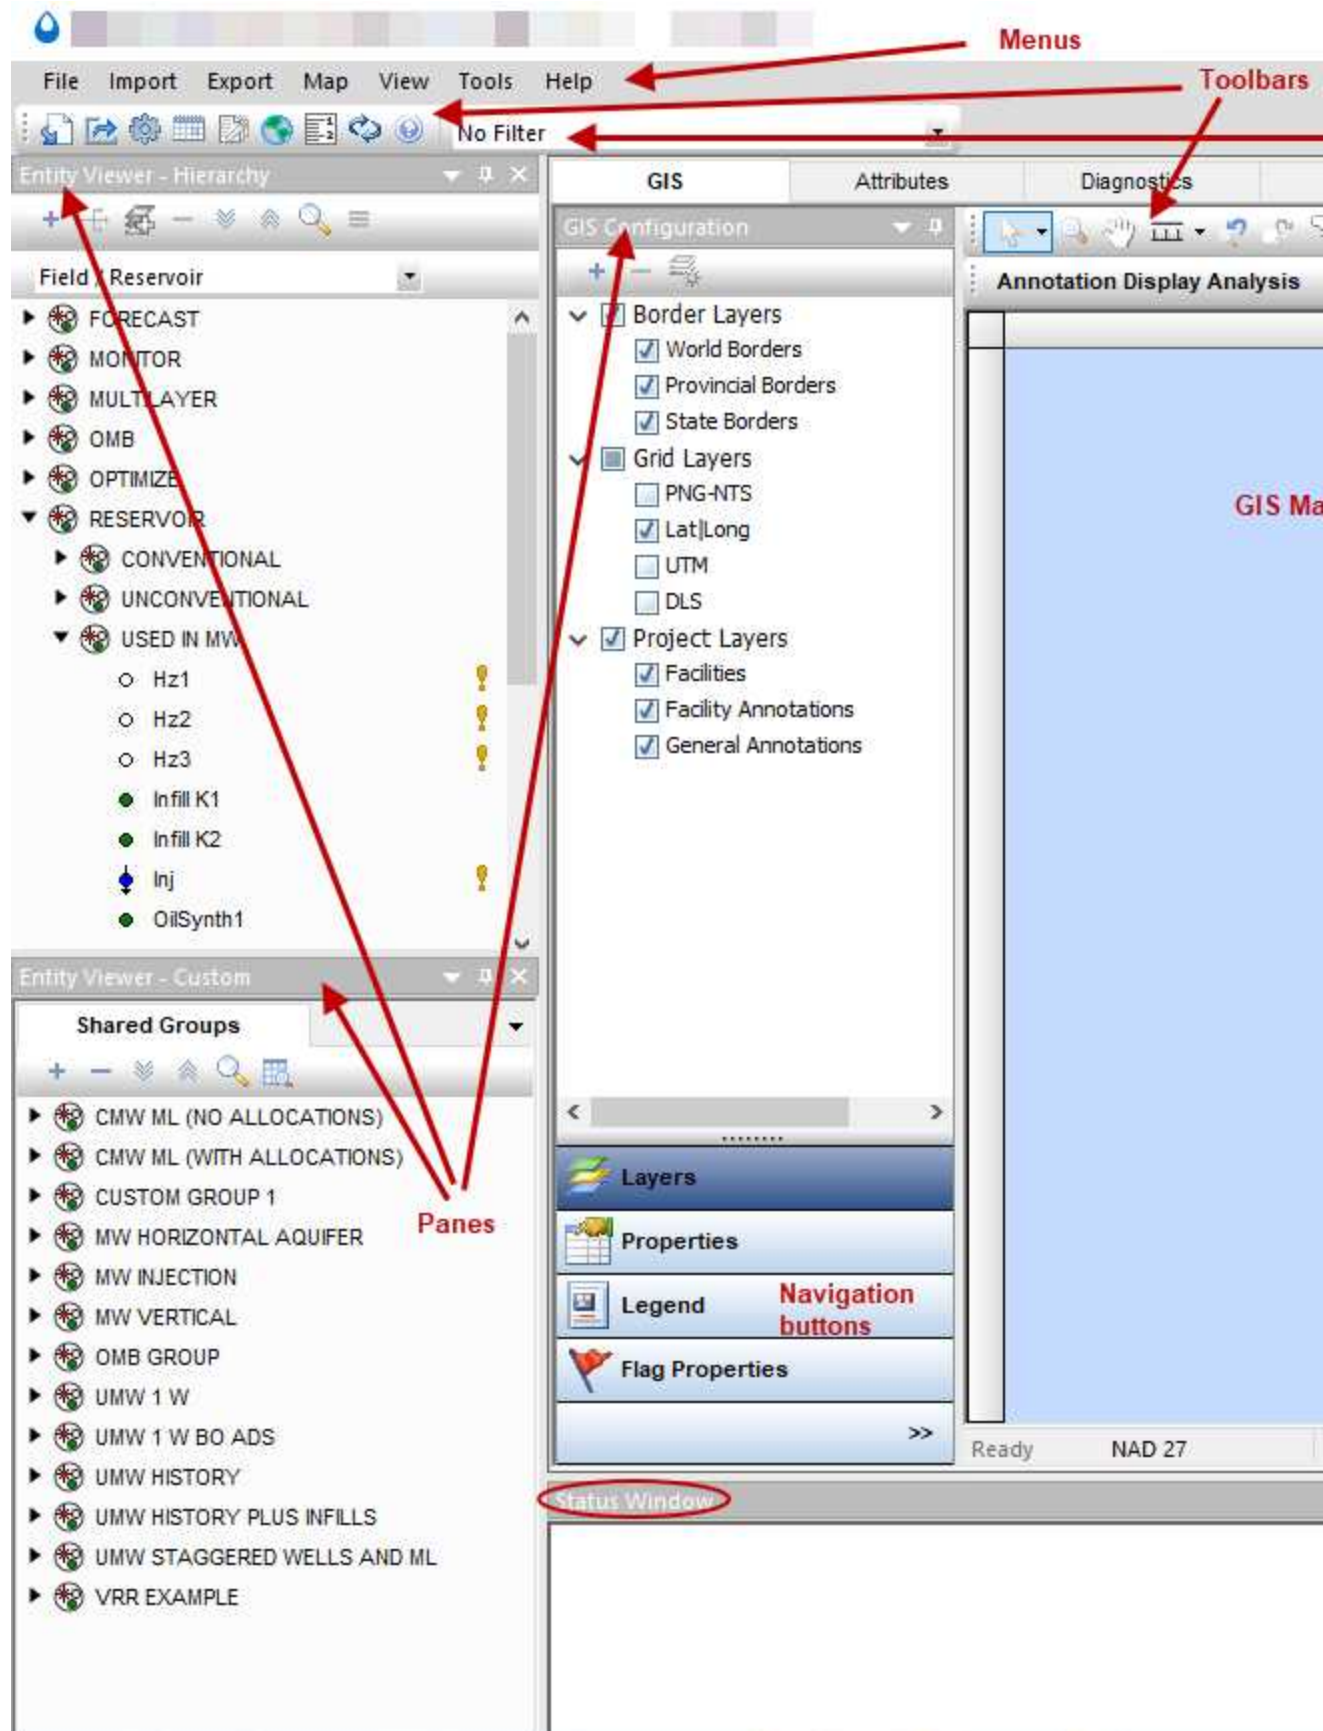 Menus
File Import Export Map View Tools Help
Toolbars
No Filter
Entity Viewer - Hierarchy
GIS Attributes Diagnostics
GIS Configuration
Field / Reservoir
Annotation Display Analysis
FORECAST
MONITOR
MULTILAYER
OMB
OPTIMIZE
RESERVOIR
CONVENTIONAL
UNCONVENTIONAL
USED IN MW
Hz1
Hz2
Hz3
Infill K1
Infill K2
Inj
OilSynth1
Border Layers
World Borders
Provincial Borders
State Borders
Grid Layers
PNG-NTS
Lat|Long
UTM
DLS
Project Layers
Facilities
Facility Annotations
General Annotations
GIS Ma
Entity Viewer - Custom
Shared Groups
CMW ML (NO ALLOCATIONS)
CMW ML (WITH ALLOCATIONS)
CUSTOM GROUP 1
MW HORIZONTAL AQUIFER
MW INJECTION
MW VERTICAL
OMB GROUP
UMW 1 W
UMW 1 W BO ADS
UMW HISTORY
UMW HISTORY PLUS INFILLS
UMW STAGGERED WELLS AND ML
VRR EXAMPLE
Panes
Layers
Properties
Legend
Navigation
buttons
Flag Properties
>>
Ready NAD 27
Status Window